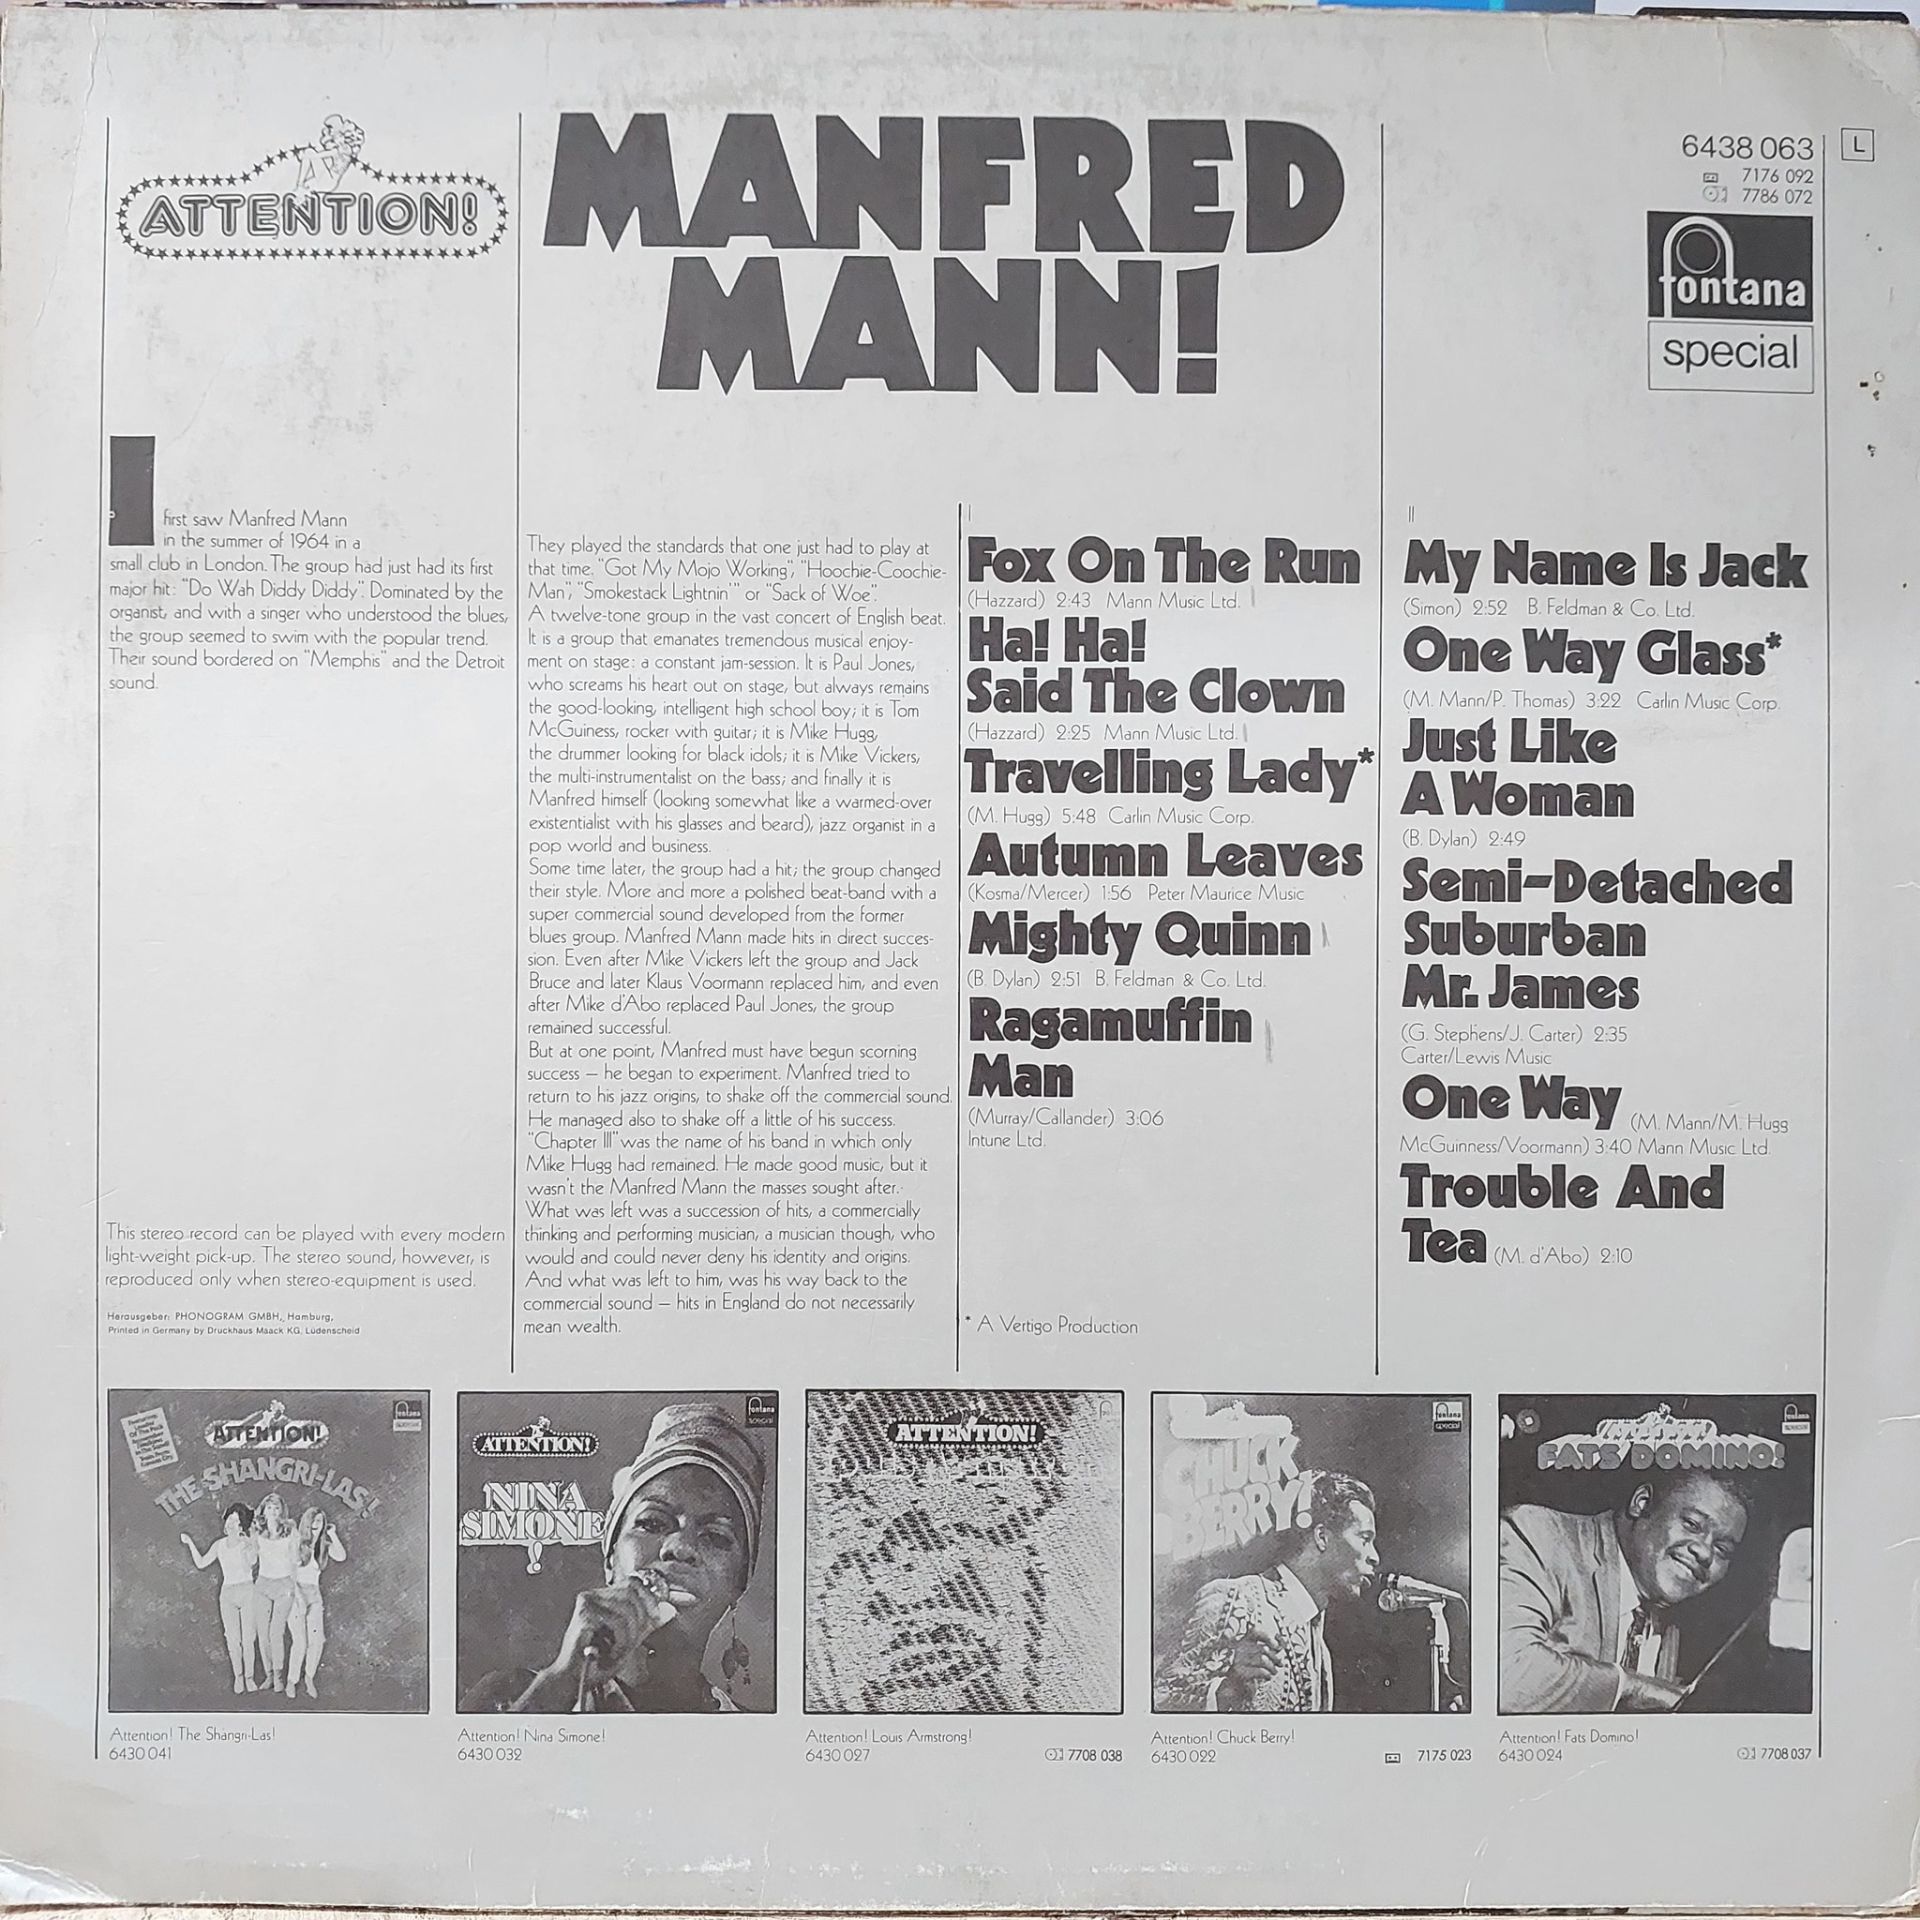 ATTENTION!
MANFRED
MANN!
6438 063
L
7176 092
7786 072
fontana
special
I first saw Manfred Mann
in the summer of 1964 in a
small club in London. The group had just had its first
major hit: "Do Wah Diddy Diddy". Dominated by the
organist, and with a singer who understood the blues,
the group seemed to swim with the popular trend.
Their sound bordered on "Memphis" and the Detroit
sound.
This stereo record can be played with every modern
light-weight pick-up. The stereo sound, however, is
reproduced only when stereo-equipment is used.
Herausgeber: PHONOGRAM GMBH, Hamburg,
Printed in Germany by Druckhaus Maack KG, Lüdenscheid
They played the standards that one just had to play at
that time. "Got My Mojo Working", "Hoochie-Coochie-
Man", "Smokestack Lightnin'" or "Sack of Woe".
A twelve-tone group in the vast concert of English beat.
It is a group that emanates tremendous musical enjoy-
ment on stage: a constant jam-session. It is Paul Jones,
who screams his heart out on stage, but always remains
the good-looking, intelligent high school boy; it is Tom
McGuiness, rocker with guitar; it is Mike Hugg,
the drummer looking for black idols; it is Mike Vickers,
the multi-instrumentalist on the bass; and finally it is
Manfred himself (looking somewhat like a warmed-over
existentialist with his glasses and beard), jazz organist in a
pop world and business.
Some time later, the group had a hit; the group changed
their style. More and more a polished beat-band with a
super commercial sound developed from the former
blues group. Manfred Mann made hits in direct succes-
sion. Even after Mike Vickers left the group and Jack
Bruce and later Klaus Voormann replaced him, and even
after Mike d'Abo replaced Paul Jones, the group
remained successful.
But at one point, Manfred must have begun scorning
success – he began to experiment. Manfred tried to
return to his jazz origins, to shake off the commercial sound.
He managed also to shake off a little of his success.
"Chapter III" was the name of his band in which only
Mike Hugg had remained. He made good music, but it
wasn't the Manfred Mann the masses sought after.
What was left was a succession of hits, a commercially
thinking and performing musician, a musician though, who
would and could never deny his identity and origins.
And what was left to him, was his way back to the
commercial sound – hits in England do not necessarily
mean wealth.
I
Fox On The Run
(Hazzard) 2:43 Mann Music Ltd.
Ha! Ha!
Said The Clown
(Hazzard) 2:25 Mann Music Ltd.
Travelling Lady*
(M. Hugg) 5:48 Carlin Music Corp.
Autumn Leaves
(Kosma/Mercer) 1:56 Peter Maurice Music
Mighty Quinn
(B. Dylan) 2:51 B. Feldman & Co. Ltd.
Ragamuffin
Man
(Murray/Callander) 3:06
Intune Ltd.
* A Vertigo Production
II
My Name Is Jack
(Simon) 2:52 B. Feldman & Co. Ltd.
One Way Glass*
(M. Mann/P. Thomas) 3:22 Carlin Music Corp.
Just Like
A Woman
(B. Dylan) 2:49
Semi-Detached
Suburban
Mr. James
(G. Stephens/J. Carter) 2:35
Carter/Lewis Music
One Way (M. Mann/M. Hugg
McGuinness/Voormann) 3:40 Mann Music Ltd.
Trouble And
Tea (M. d'Abo) 2:10
ATTENTION!
THE SHANGRI-LAS!
fontana
Attention! The Shangri-Las!
6430 041
ATTENTION!
NINA
SIMONE
!
fontana
special
Attention! Nina Simone!
6430 032
ATTENTION!
Attention! Louis Armstrong!
6430 027
7708 038
CHUCK
BERRY!
fontana
special
Attention! Chuck Berry!
6430 022
7175 023
FATS DOMINO!
fontana
Attention! Fats Domino!
6430 024
7708 037